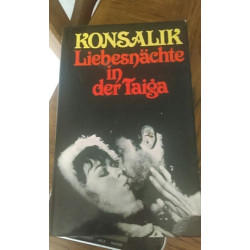 KONSALIK
Liebesnächte
in
der Taiga